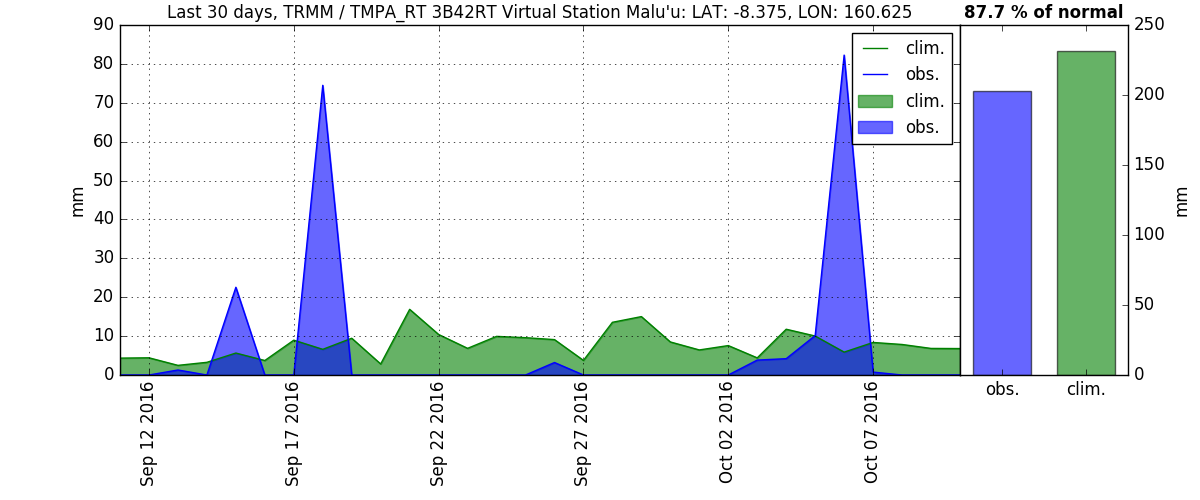 Last 30 days, TRMM / TMPA_RT 3B42RT Virtual Station Malu'u: LAT: -8.375, LON: 160.625
87.7 % of normal
90
80
70
60
50
40
30
20
10
0
mm
clim.
obs.
clim.
obs.
Sep 12 2016
Sep 17 2016
Sep 22 2016
Sep 27 2016
Oct 02 2016
Oct 07 2016
250
200
150
100
50
0
mm
obs.
clim.